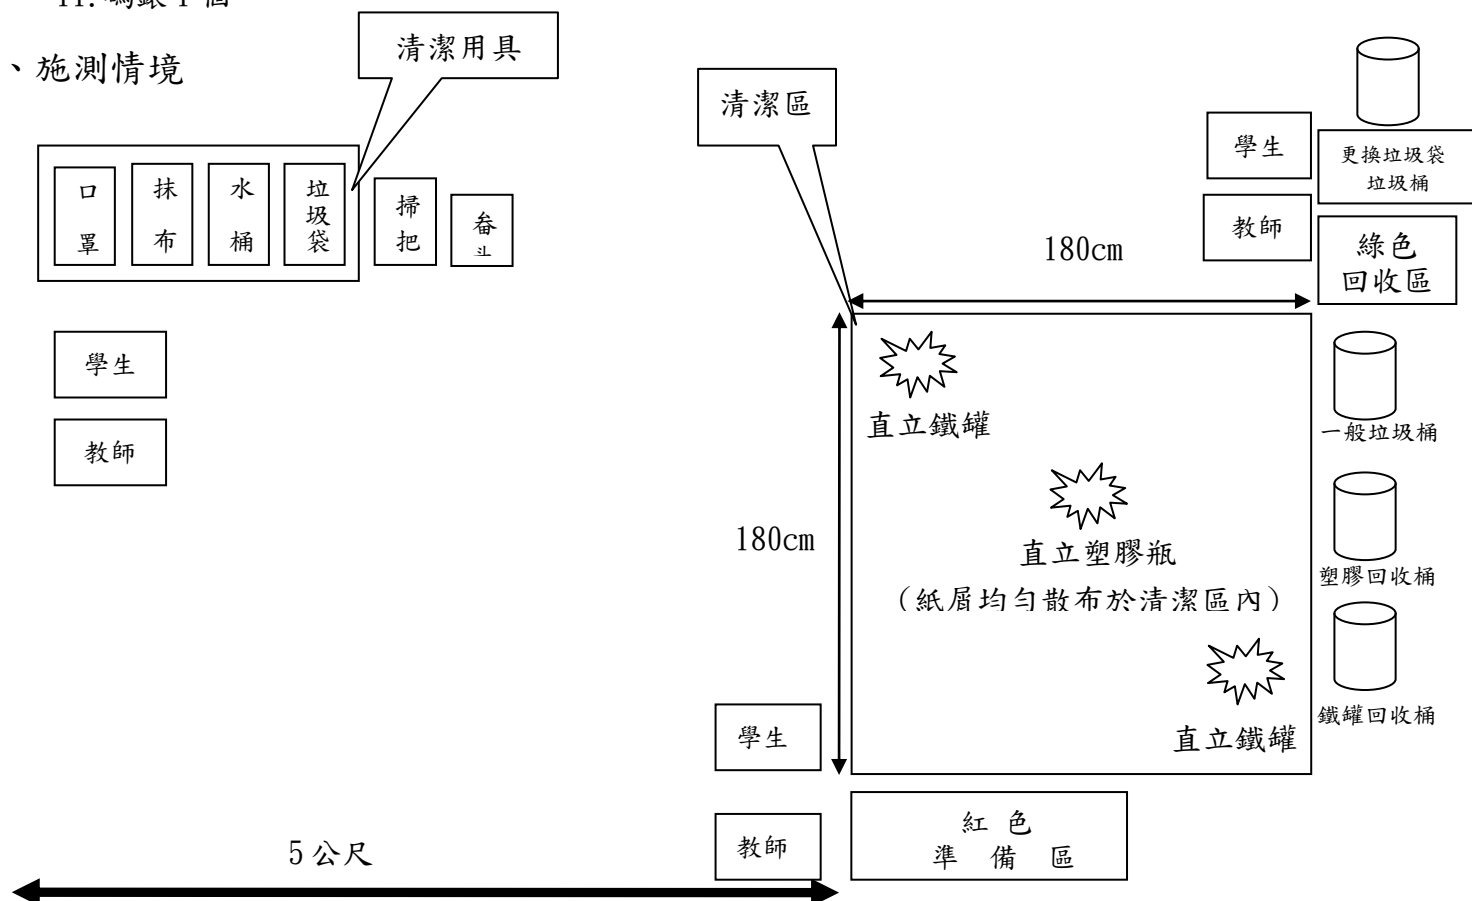 、施測情境
清潔用具
口罩
抹布
水桶
垃圾袋
掃把
畚斗
學生
教師
清潔區
學生
教師
更換垃圾袋
垃圾桶
綠色
回收區
180cm
180cm
直立鐵罐
直立塑膠瓶
(紙屑均勻散布於清潔區內)
直立鐵罐
一般垃圾桶
塑膠回收桶
鐵罐回收桶
學生
教師
紅 色
準 備 區
5公尺